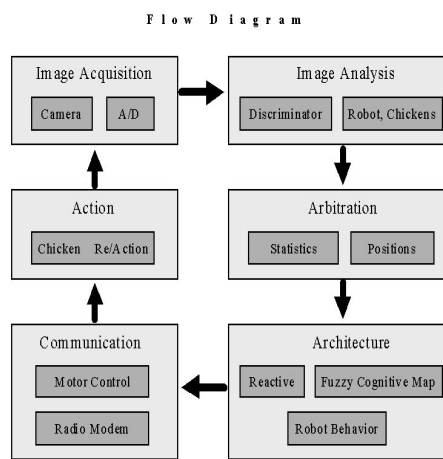 Flow Diagram
Image Acquisition
Camera
A/D
Image Analysis
Discriminator
Robot, Chickens
Action
Chicken Re/Action
Arbitration
Statistics
Positions
Communication
Motor Control
Radio Modem
Architecture
Reactive
Fuzzy Cognitive Map
Robot Behavior